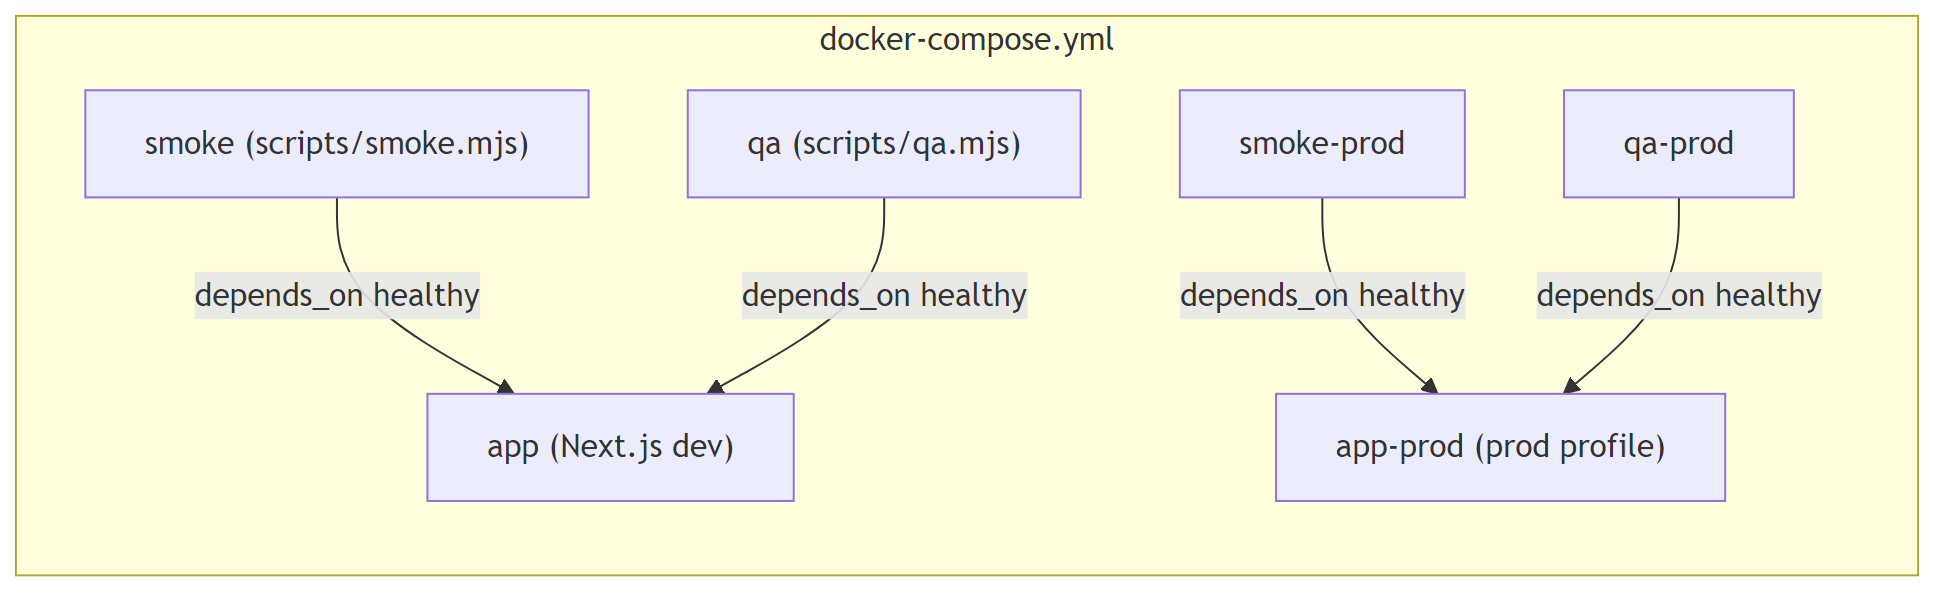 docker-compose.yml
smoke (scripts/smoke.mjs)
qa (scripts/qa.mjs)
smoke-prod
qa-prod
depends_on healthy
depends_on healthy
depends_on healthy
depends_on healthy
app (Next.js dev)
app-prod (prod profile)